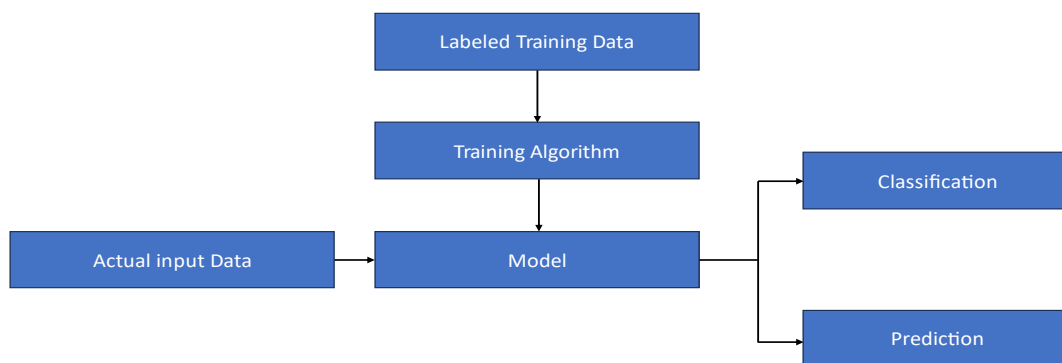 Labeled Training Data
Training Algorithm
Classification
Actual input Data
Model
Prediction